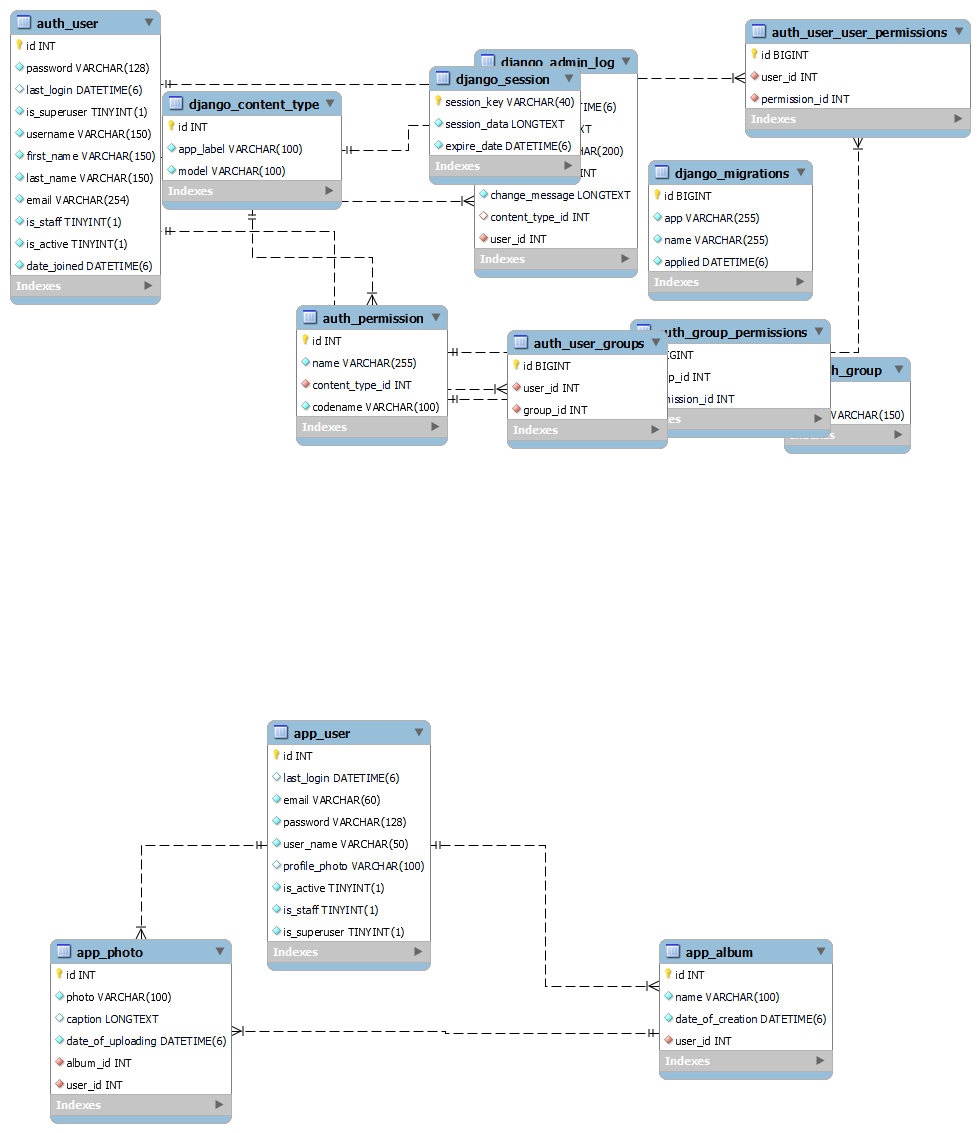 auth_user
id INT
password VARCHAR(128)
last_login DATETIME(6)
is_superuser TINYINT(1)
username VARCHAR(150)
first_name VARCHAR(150)
last_name VARCHAR(150)
email VARCHAR(254)
is_staff TINYINT(1)
is_active TINYINT(1)
date_joined DATETIME(6)
Indexes
django_content_type
id INT
app_label VARCHAR(100)
model VARCHAR(100)
Indexes
django_admin_log
change_message LONGTEXT
content_type_id INT
user_id INT
Indexes
django_session
session_key VARCHAR(40)
session_data LONGTEXT
expire_date DATETIME(6)
Indexes
auth_user_user_permissions
id BIGINT
user_id INT
permission_id INT
Indexes
django_migrations
id BIGINT
app VARCHAR(255)
name VARCHAR(255)
applied DATETIME(6)
Indexes
auth_permission
id INT
name VARCHAR(255)
content_type_id INT
codename VARCHAR(100)
Indexes
auth_user_groups
id BIGINT
user_id INT
group_id INT
Indexes
auth_group_permissions
INT
INT
VARCHAR(150)
app_user
id INT
last_login DATETIME(6)
email VARCHAR(60)
password VARCHAR(128)
user_name VARCHAR(50)
profile_photo VARCHAR(100)
is_active TINYINT(1)
is_staff TINYINT(1)
is_superuser TINYINT(1)
Indexes
app_photo
id INT
photo VARCHAR(100)
caption LONGTEXT
date_of_uploading DATETIME(6)
album_id INT
user_id INT
Indexes
app_album
id INT
name VARCHAR(100)
date_of_creation DATETIME(6)
user_id INT
Indexes